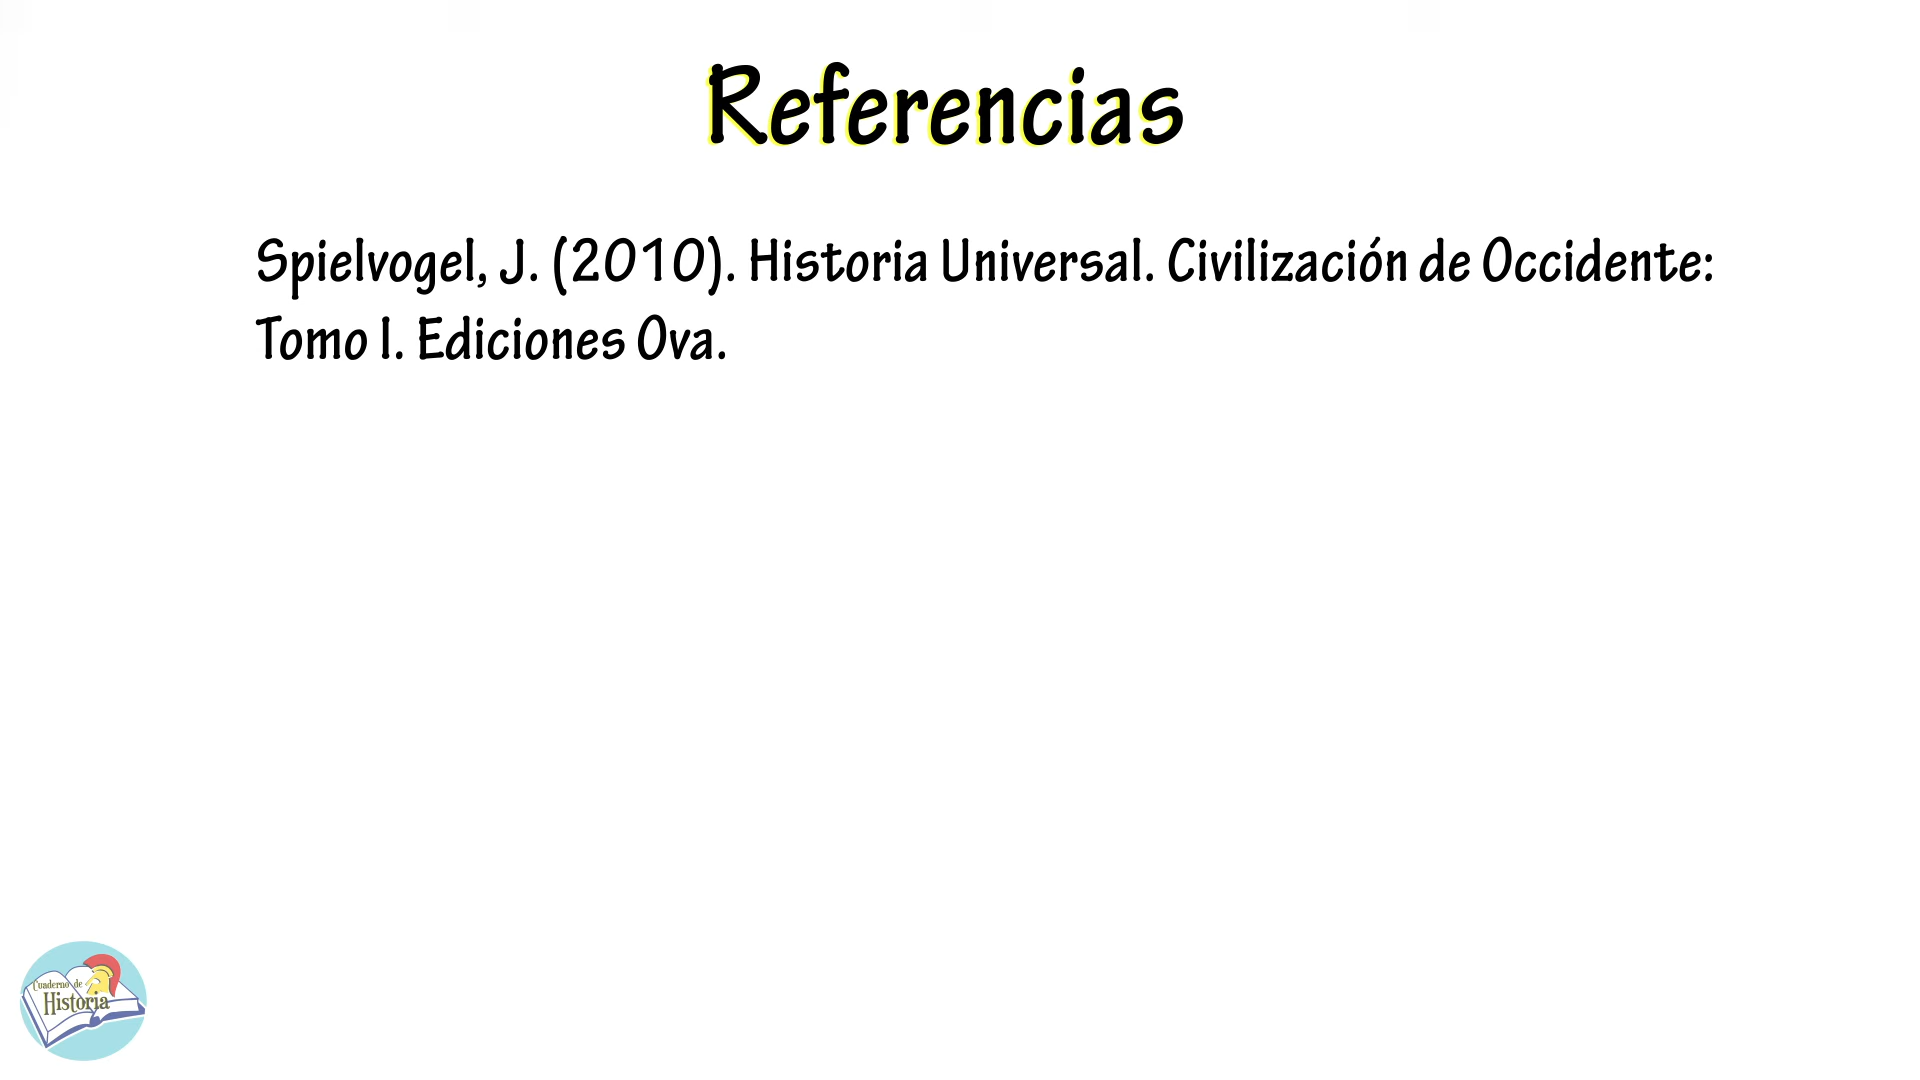 Referencias
Spielvogel, J. (2010). Historia Universal. Civilización de Occidente:
Tomo I. Ediciones Ova.
Cuaderno de
Historia